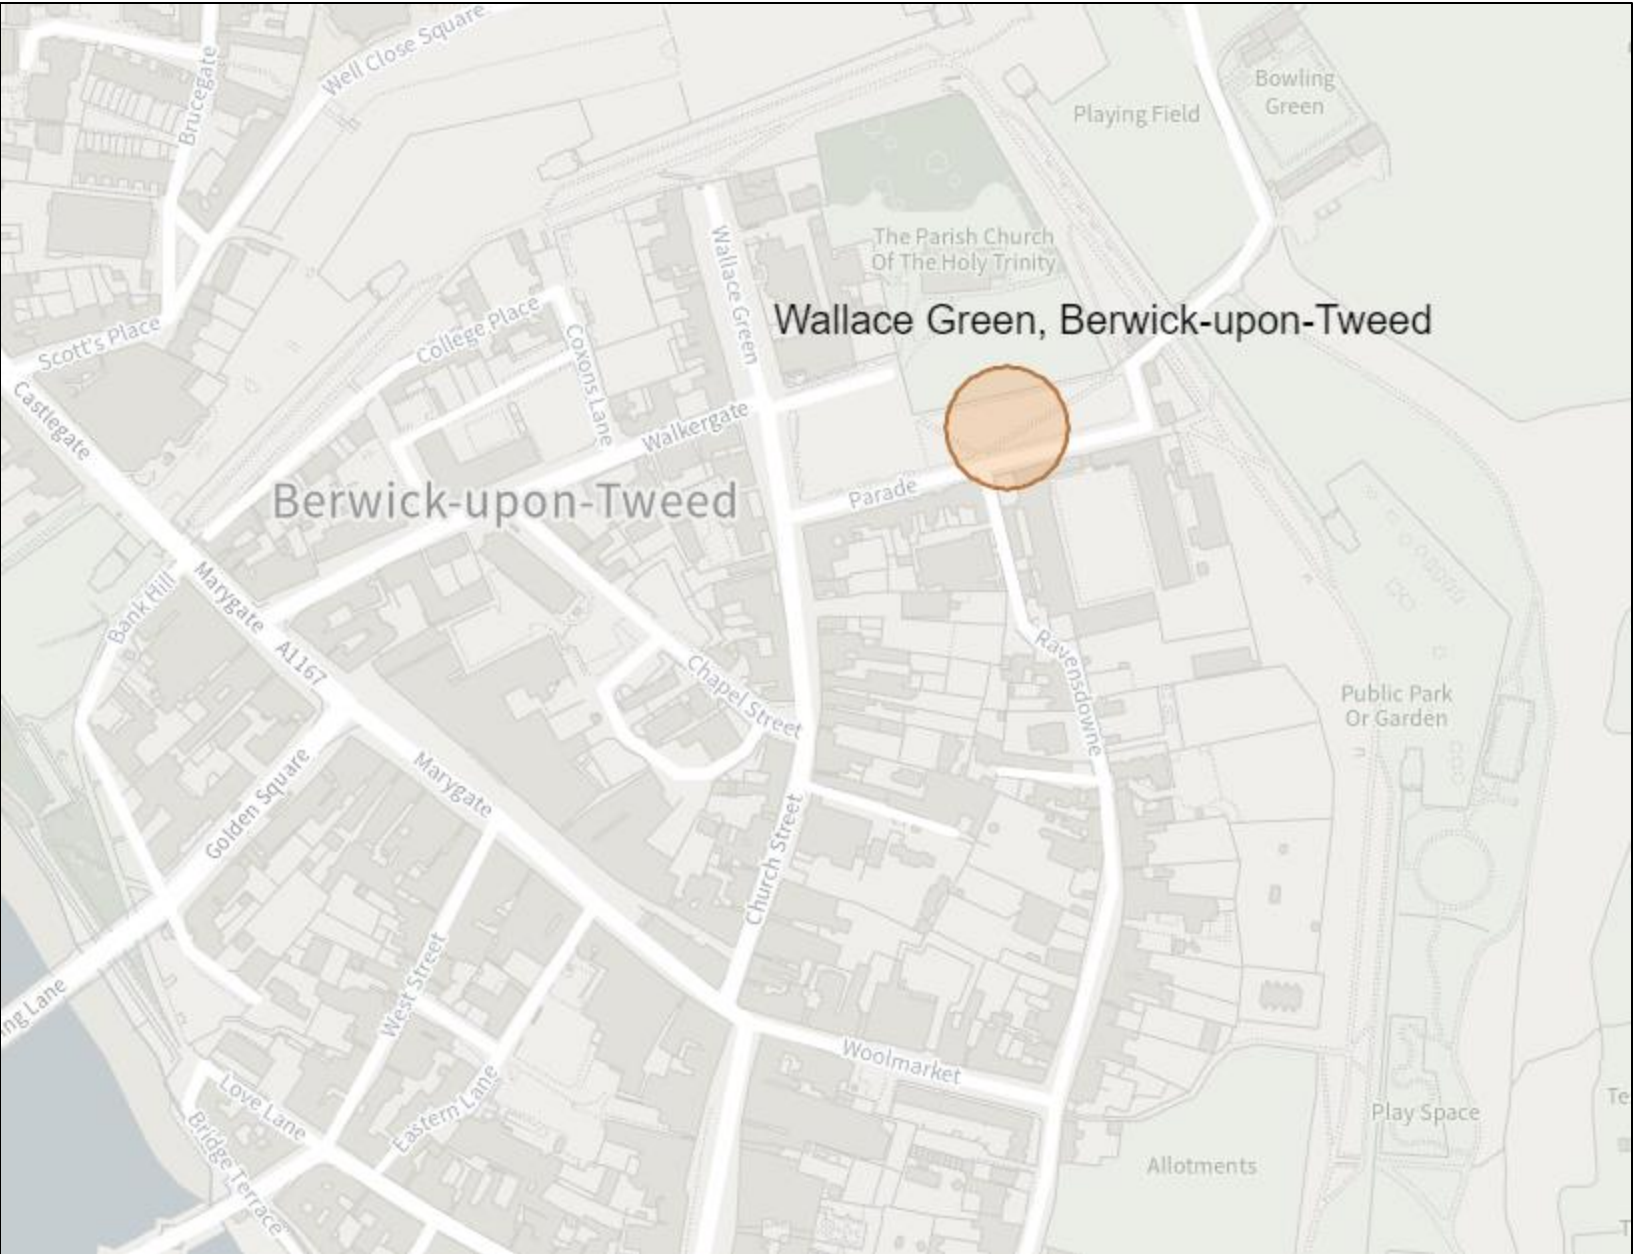 Well Close Square
Brucegate
Bowling
Green
Playing Field
Wallace Green
The Parish Church
Of The Holy Trinity
Wallace Green, Berwick-upon-Tweed
College Place
Scott's Place
Coxons Lane
Castlegate
Walkergate
Berwick-upon-Tweed
Parade
Marygate
Bank Hill
A1167
Ravensdowne
Chapel Street
Public Park
Or Garden
Marygate
Golden Square
Church Street
West Street
ng Lane
Woolmarket
Love Lane
Eastern Lane
Bridge Terrace
Play Space
Te
Allotments
T